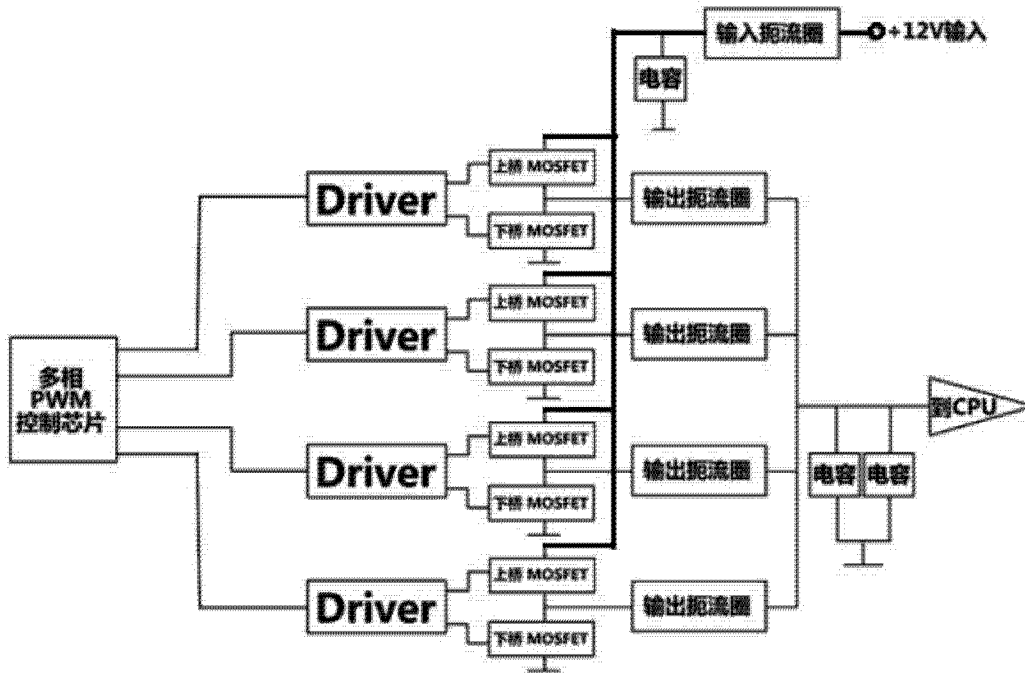 输入扼流圈
+12V输入
电容
Driver
上桥 MOSFET
下桥 MOSFET
输出扼流圈
Driver
上桥 MOSFET
下桥 MOSFET
输出扼流圈
多相
PWM
控制芯片
Driver
上桥 MOSFET
下桥 MOSFET
输出扼流圈
到CPU
电容
电容
Driver
上桥 MOSFET
下桥 MOSFET
输出扼流圈